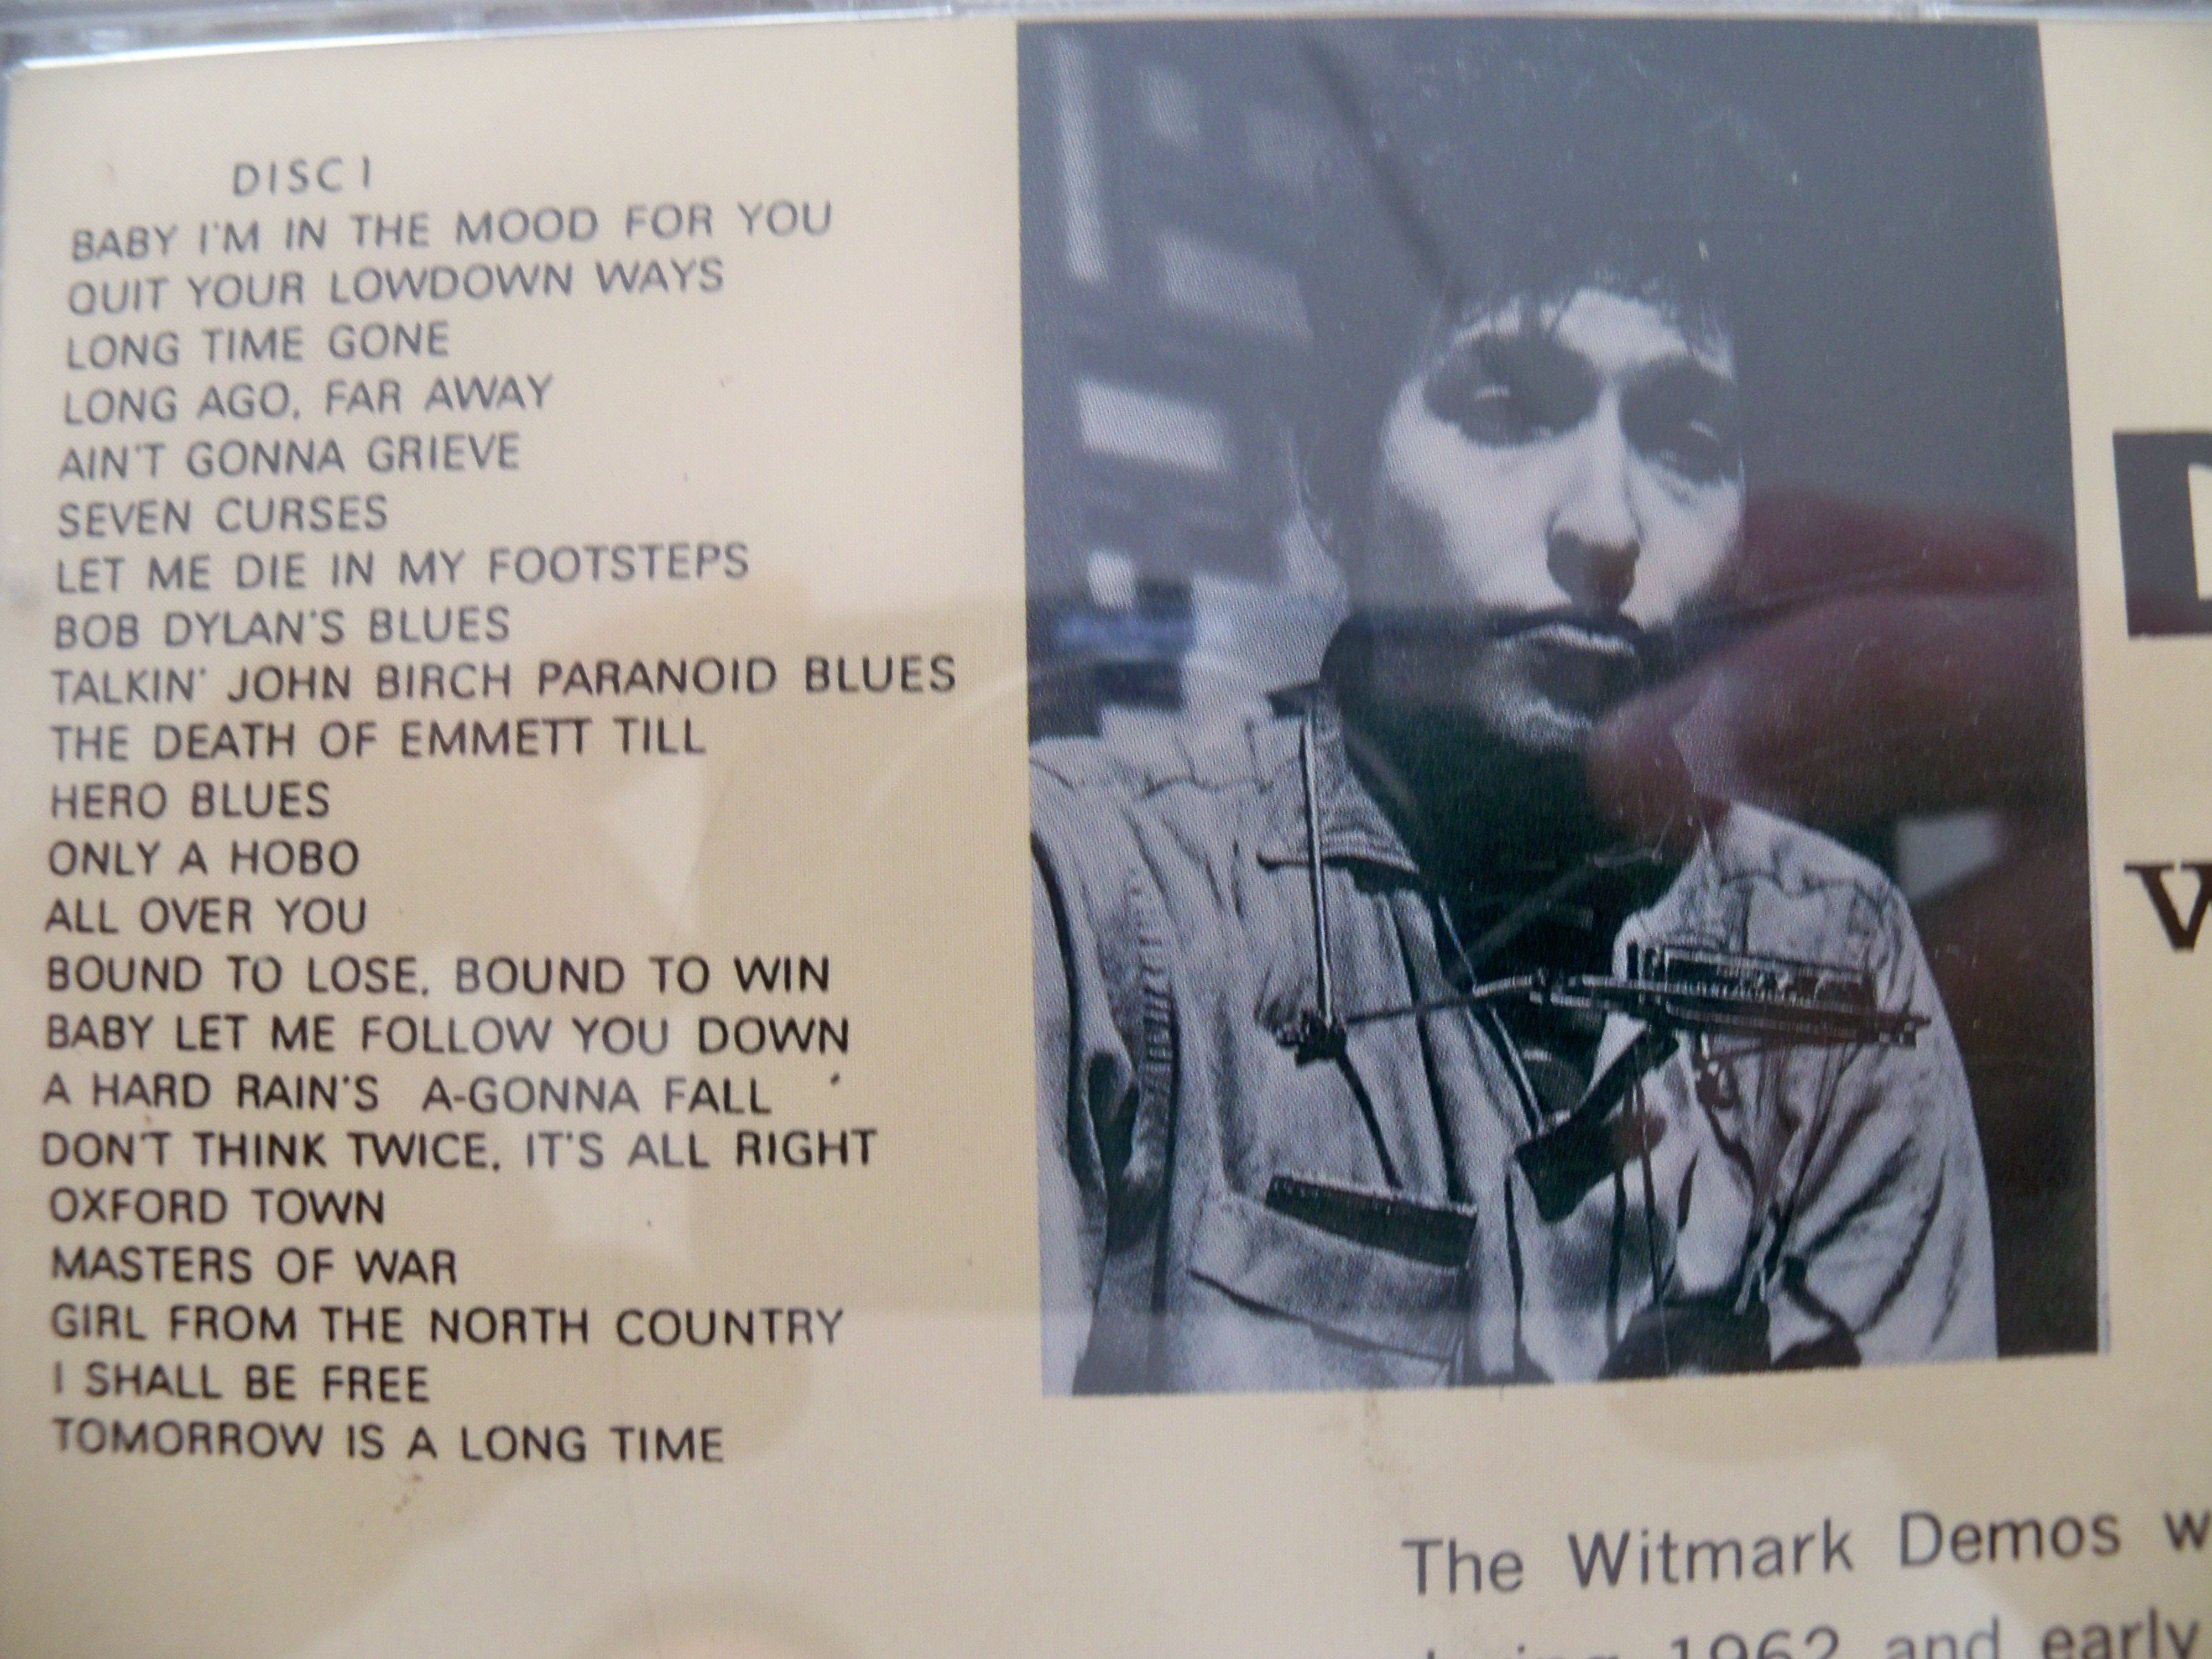 DISC 1
BABY I'M IN THE MOOD FOR YOU
QUIT YOUR LOWDOWN WAYS
LONG TIME GONE
LONG AGO, FAR AWAY
AIN'T GONNA GRIEVE
SEVEN CURSES
LET ME DIE IN MY FOOTSTEPS
BOB DYLAN'S BLUES
TALKIN' JOHN BIRCH PARANOID BLUES
THE DEATH OF EMMETT TILL
HERO BLUES
ONLY A HOBO
ALL OVER YOU
BOUND TO LOSE, BOUND TO WIN
BABY LET ME FOLLOW YOU DOWN
A HARD RAIN'S A-GONNA FALL
DON'T THINK TWICE, IT'S ALL RIGHT
OXFORD TOWN
MASTERS OF WAR
GIRL FROM THE NORTH COUNTRY
I SHALL BE FREE
TOMORROW IS A LONG TIME
The Witmark Demos
1962 and early